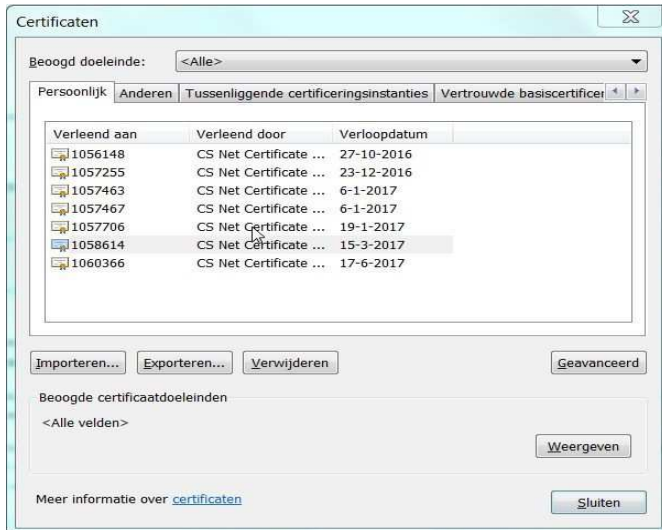 Certificaten
Beoogd doeleinde: <Alle>
Persoonlijk Anderen Tussenliggende certificeringsinstanties Vertrouwde basiscertificer
Verleend aan Verleend door Verloopdatum
1056148 CS Net Certificate ... 27-10-2016
1057255 CS Net Certificate ... 23-12-2016
1057463 CS Net Certificate ... 6-1-2017
1057467 CS Net Certificate ... 6-1-2017
1057706 CS Net Certificate ... 19-1-2017
1058614 CS Net Certificate ... 15-3-2017
1060366 CS Net Certificate ... 17-6-2017
Importeren... Exporteren... Verwijderen Geavanceerd
Beoogde certificaatdoeleinden
<Alle velden>
Weergeven
Meer informatie over certificaten
Sluiten